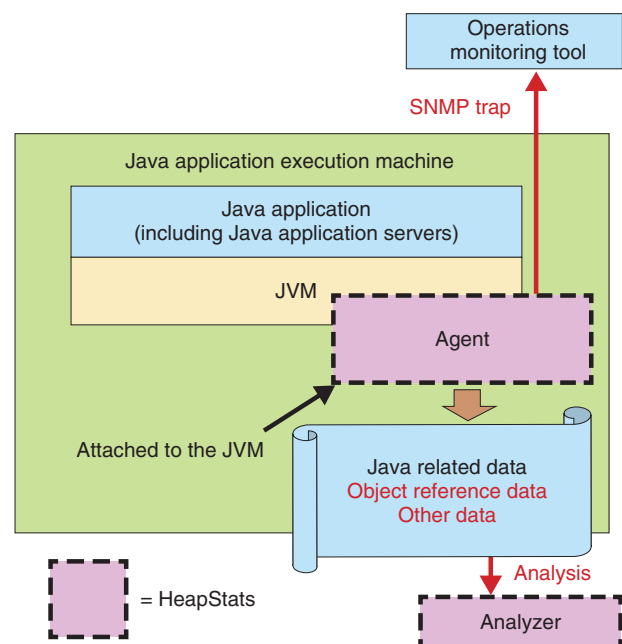 Operations
monitoring tool
SNMP trap
Java application execution machine
Java application
(including Java application servers)
JVM
Agent
Attached to the JVM
Java related data
Object reference data
Other data
Analysis
= HeapStats
Analyzer